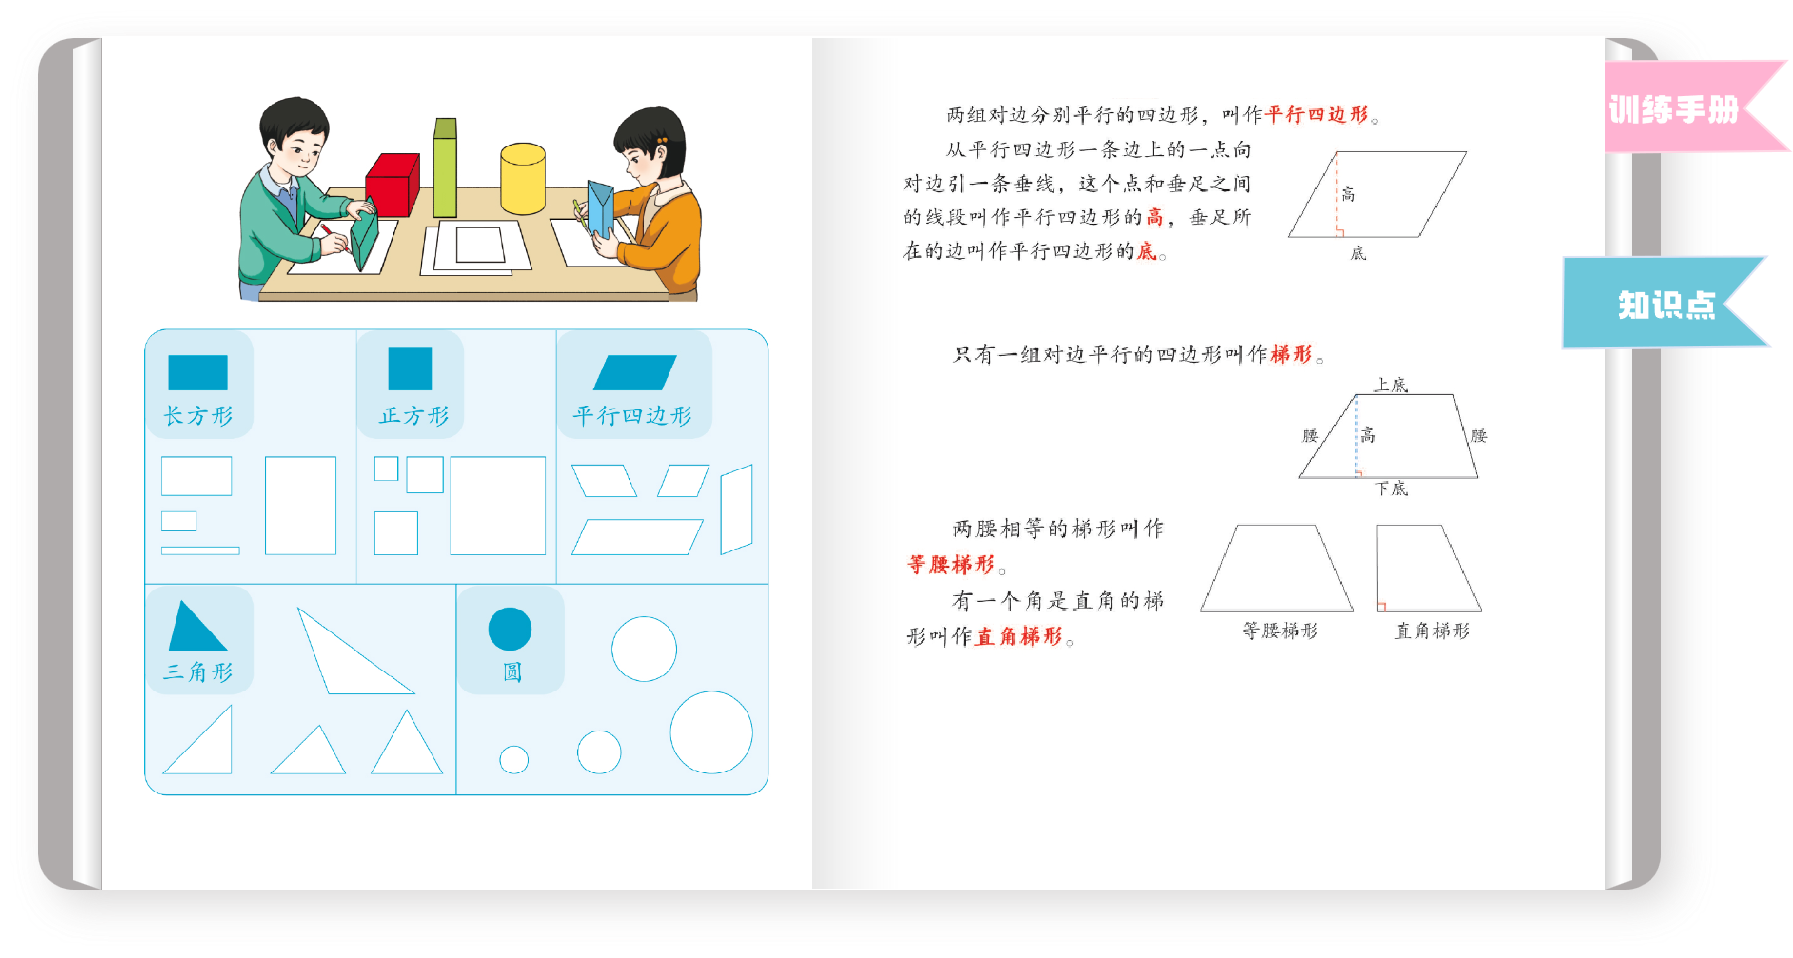 长方形
正方形
平行四边形
三角形
圆
两组对边分别平行的四边形，叫作平行四边形。
从平行四边形一条边上的一点向
对边引一条垂线，这个点和垂足之间
的线段叫作平行四边形的高，垂足所
在的边叫作平行四边形的底。
高
底
只有一组对边平行的四边形叫作梯形。
上底
腰
高
腰
下底
两腰相等的梯形叫作
等腰梯形。
有一个角是直角的梯
形叫作直角梯形。
等腰梯形
直角梯形
训练手册
知识点